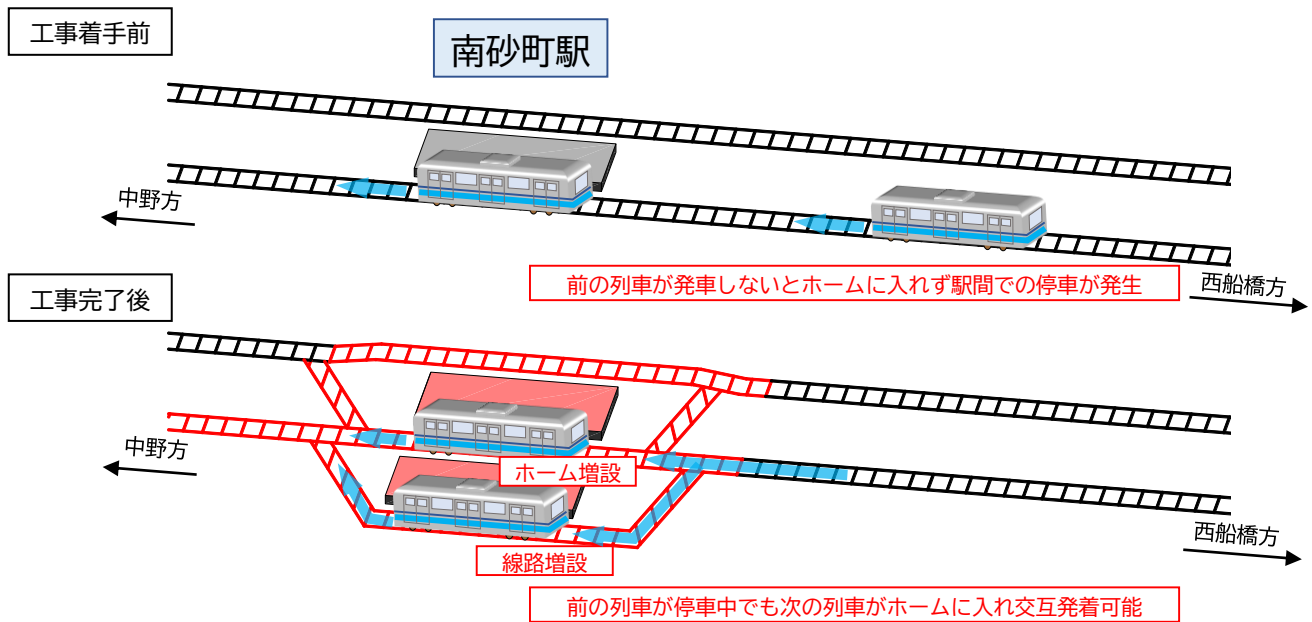 工事着手前
南砂町駅
中野方
前の列車が発車しないとホームに入れず駅間での停車が発生
西船橋方
工事完了後
中野方
ホーム増設
線路増設
西船橋方
前の列車が停車中でも次の列車がホームに入れ交互発着可能